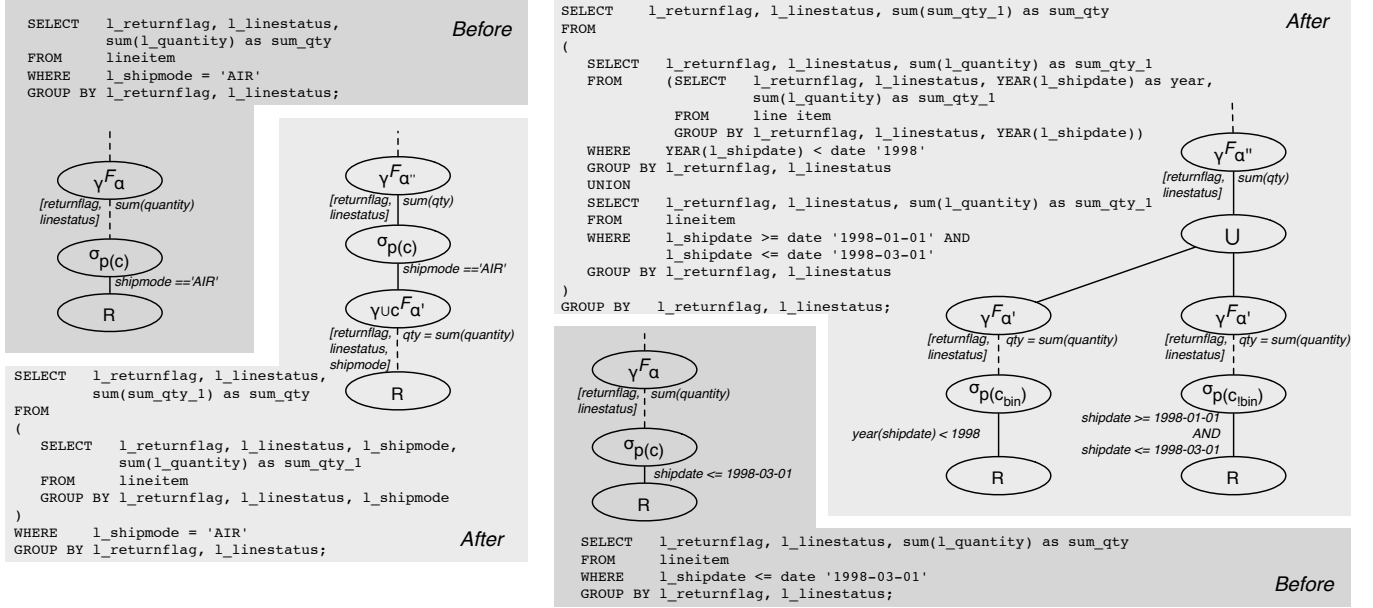 SELECT l_returnflag, l_linestatus,
sum(l_quantity) as sum_qty
FROM lineitem
WHERE l_shipmode = 'AIR'
GROUP BY l_returnflag, l_linestatus;
Before
γFα
[returnflag, sum(quantity)
linestatus]
σp(c)
shipmode =='AIR'
R
γFα''
[returnflag, sum(qty)
linestatus]
σp(c)
shipmode =='AIR'
γ∪cFα'
[returnflag, qty = sum(quantity)
linestatus,
shipmode]
R
SELECT l_returnflag, l_linestatus,
sum(sum_qty_1) as sum_qty
FROM
(
SELECT l_returnflag, l_linestatus, l_shipmode,
sum(l_quantity) as sum_qty_1
FROM lineitem
GROUP BY l_returnflag, l_linestatus, l_shipmode
)
WHERE l_shipmode = 'AIR'
GROUP BY l_returnflag, l_linestatus;
After
SELECT l_returnflag, l_linestatus, sum(sum_qty_1) as sum_qty
FROM
(
SELECT l_returnflag, l_linestatus, sum(l_quantity) as sum_qty_1
FROM (SELECT l_returnflag, l_linestatus, YEAR(l_shipdate) as year,
sum(l_quantity) as sum_qty_1
FROM line item
GROUP BY l_returnflag, l_linestatus, YEAR(l_shipdate))
WHERE YEAR(l_shipdate) < date '1998'
GROUP BY l_returnflag, l_linestatus
UNION
SELECT l_returnflag, l_linestatus, sum(l_quantity) as sum_qty_1
FROM lineitem
WHERE l_shipdate >= date '1998-01-01' AND
l_shipdate <= date '1998-03-01'
GROUP BY l_returnflag, l_linestatus
)
GROUP BY l_returnflag, l_linestatus;
After
γFα''
[returnflag, sum(qty)
linestatus]
U
γFα' γFα'
[returnflag, qty = sum(quantity) [returnflag, qty = sum(quantity)
linestatus] linestatus]
σp(cbin) σp(c!bin)
year(shipdate) < 1998
shipdate >= 1998-01-01
AND
shipdate <= 1998-03-01
R R
γFα
[returnflag, sum(quantity)
linestatus]
σp(c)
shipdate <= 1998-03-01
R
SELECT l_returnflag, l_linestatus, sum(l_quantity) as sum_qty
FROM lineitem
WHERE l_shipdate <= date '1998-03-01'
GROUP BY l_returnflag, l_linestatus;
Before